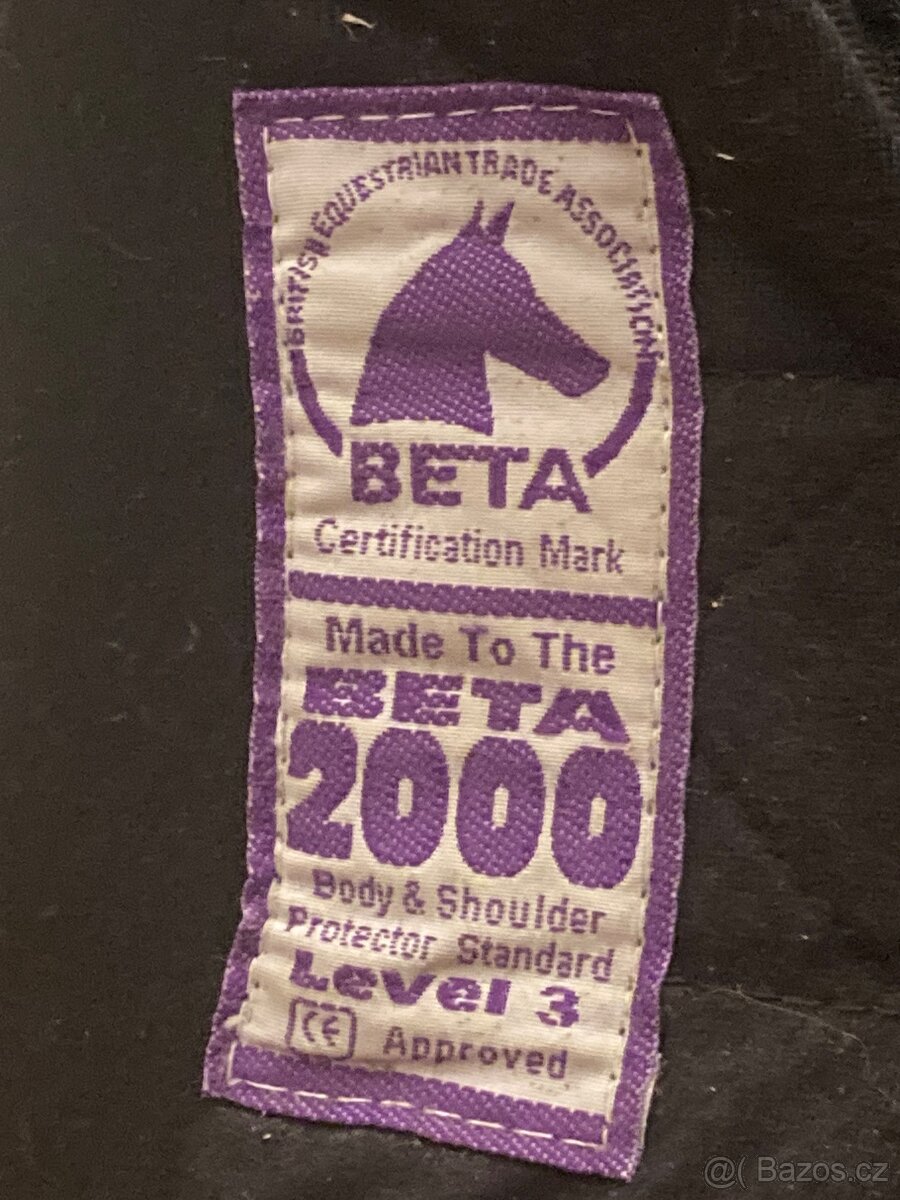 BRITISH EQUESTRIAN TRADE ASSOCIATION
BETA
Certification Mark
Made To The
BETA
2000
Body & Shoulder
Protector Standard
Level 3
CE Approved
@( Bazos.cz